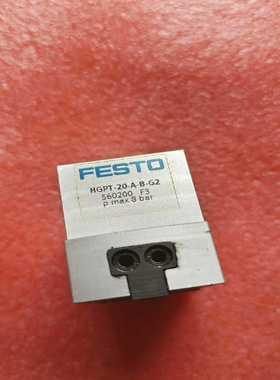 FESTO
HGPT-20-A-B-G2
560200 F3
p max 8 bar